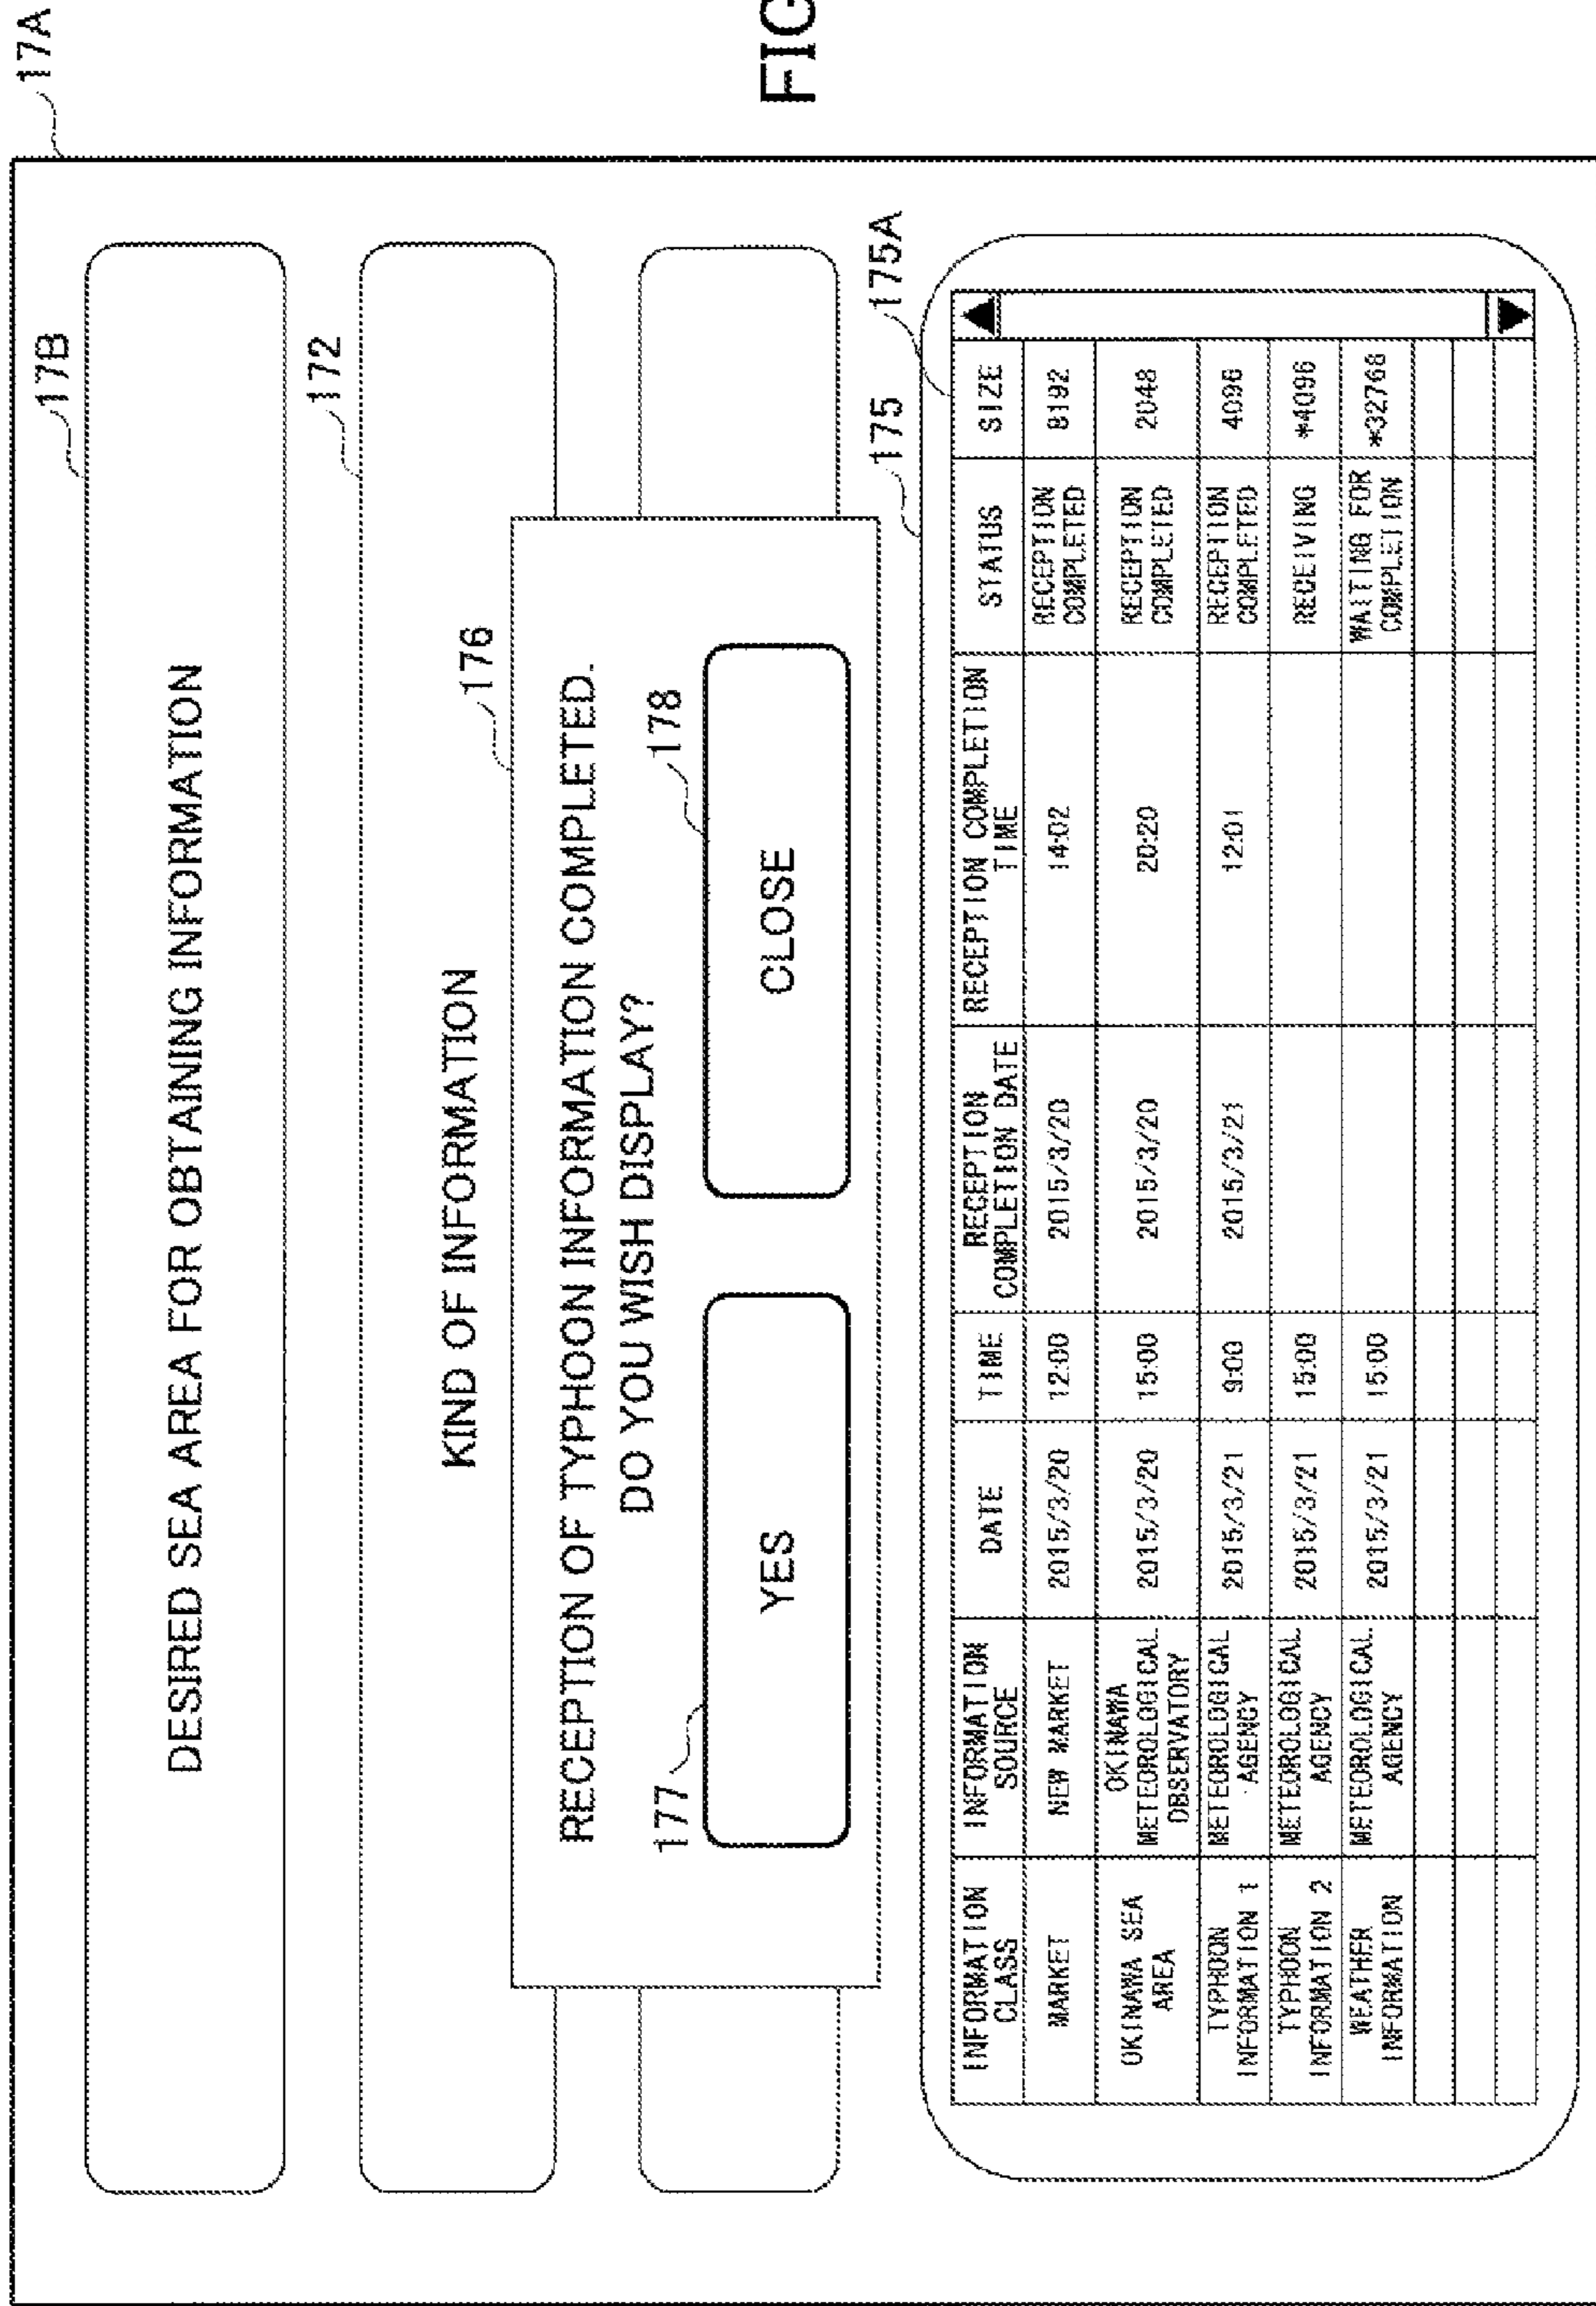 17A
17B
DESIRED SEA AREA FOR OBTAINING INFORMATION
172
KIND OF INFORMATION
176
RECEPTION OF TYPHOON INFORMATION COMPLETED.
DO YOU WISH DISPLAY?
177
178
YES
CLOSE
175
175A
INFORMATION CLASS
INFORMATION SOURCE
DATE
TIME
RECEPTION COMPLETION DATE
RECEPTION COMPLETION TIME
STATUS
SIZE
MARKET
NEW MARKET
2015/3/20
12:00
2015/3/20
14:02
RECEPTION COMPLETED
8192
OKINAWA SEA AREA
OKINAWA METEOROLOGICAL OBSERVATORY
2015/3/20
15:00
2015/3/20
20:20
RECEPTION COMPLETED
2048
TYPHOON INFORMATION 1
METEOROLOGICAL AGENCY
2015/3/21
9:00
2015/3/21
12:01
RECEPTION COMPLETED
4096
TYPHOON INFORMATION 2
METEOROLOGICAL AGENCY
2015/3/21
15:00
RECEIVING
*4096
WEATHER INFORMATION
METEOROLOGICAL AGENCY
2015/3/21
15:00
WAITING FOR COMPLETION
*32768
FIG